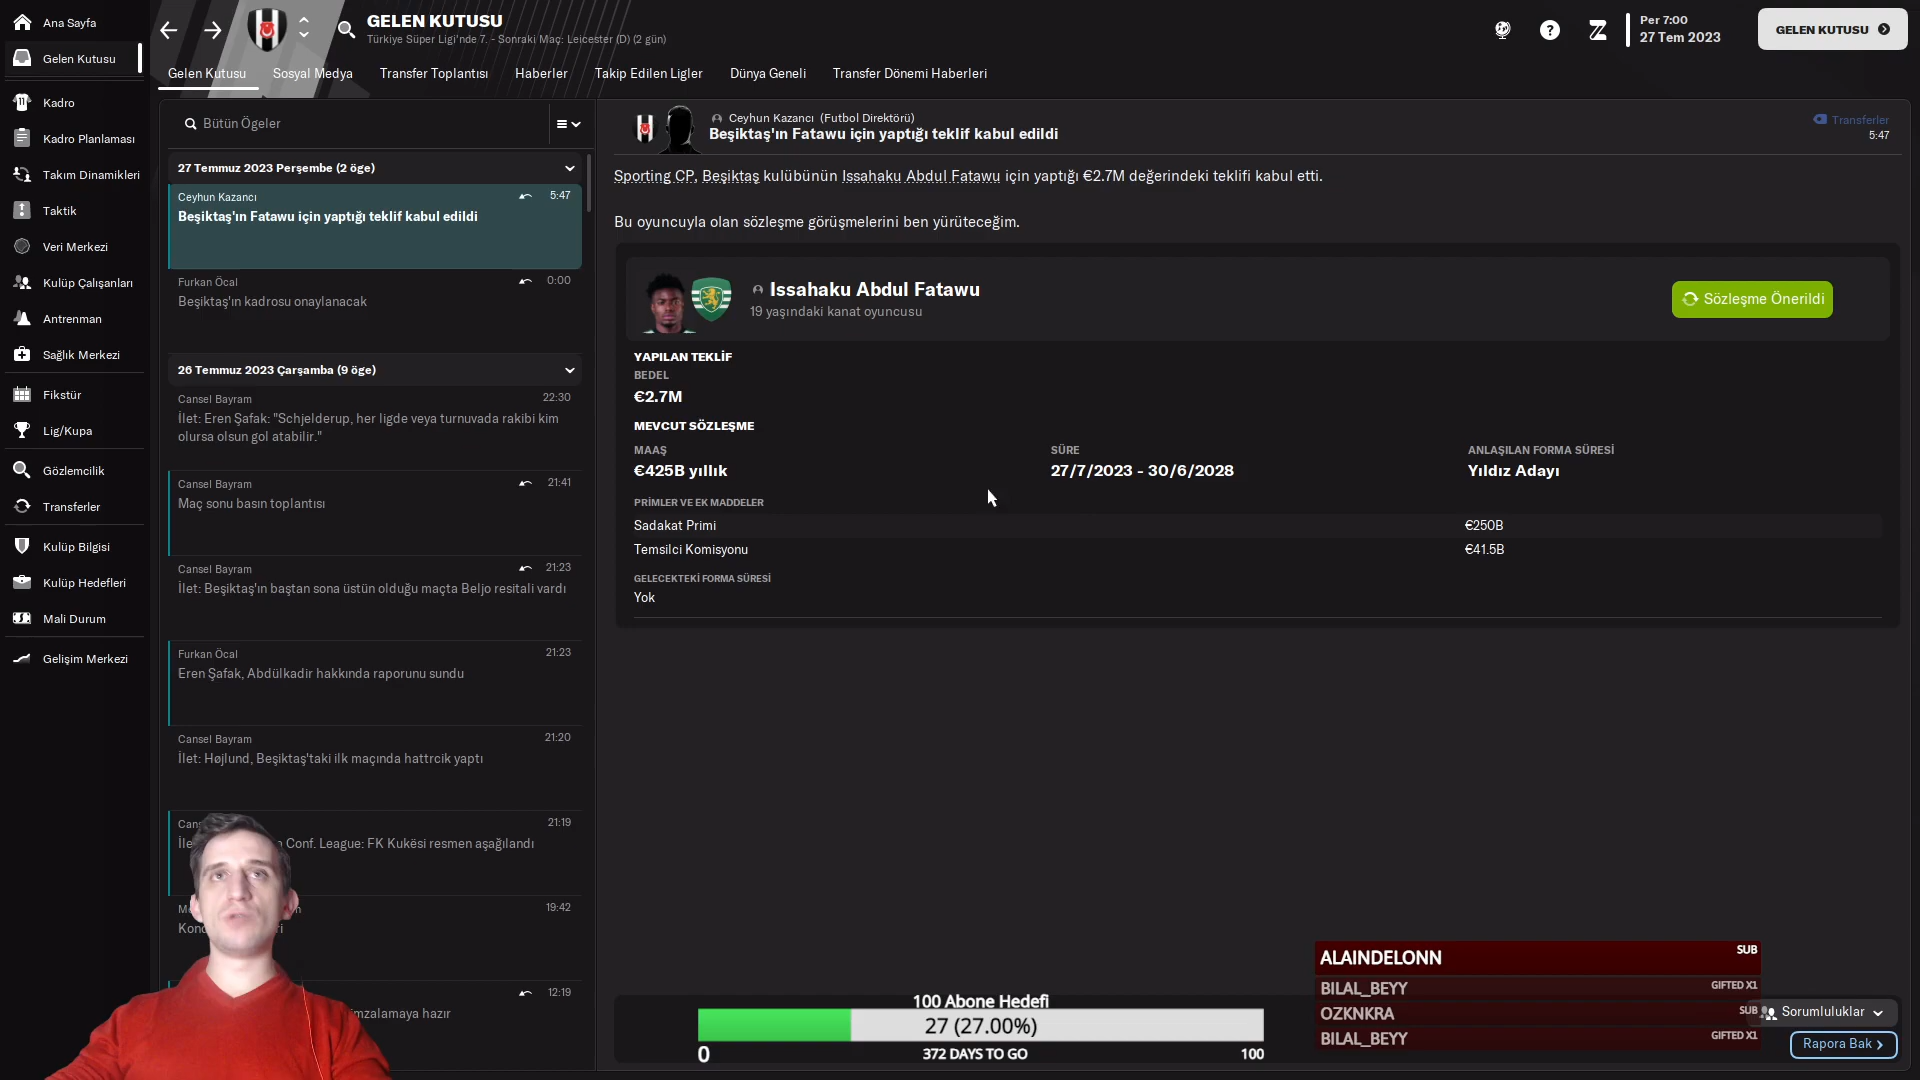 Ana Sayfa
Gelen Kutusu
Kadro
Kadro Planlaması
Takım Dinamikleri
Taktik
Veri Merkezi
Kulüp Çalışanları
Antrenman
Sağlık Merkezi
Fikstür
Lig/Kupa
Gözlemcilik
Transferler
Kulüp Bilgisi
Kulüp Hedefleri
Mali Durum
Gelişim Merkezi
GELEN KUTUSU
Türkiye Süper Ligi'nde 7. - Sonraki Maç: Leicester (D) (2 gün)
Per 7:00
27 Tem 2023
GELEN KUTUSU
Gelen Kutusu
Sosyal Medya
Transfer Toplantısı
Haberler
Takip Edilen Ligler
Dünya Geneli
Transfer Dönemi Haberleri
Bütün Ögeler
27 Temmuz 2023 Perşembe (2 öge)
Ceyhun Kazancı 5:47
Beşiktaş'ın Fatawu için yaptığı teklif kabul edildi
Furkan Öcal 0:00
Beşiktaş'ın kadrosu onaylanacak
26 Temmuz 2023 Çarşamba (9 öge)
Cansel Bayram 22:30
İlet: Eren Şafak: "Schjelderup, her ligde veya turnuvada rakibi kim
olursa olsun gol atabilir."
Cansel Bayram 21:41
Maç sonu basın toplantısı
Cansel Bayram 21:23
İlet: Beşiktaş'ın baştan sona üstün olduğu maçta Beljo resitali vardı
Furkan Öcal 21:23
Eren Şafak, Abdülkadir hakkında raporunu sundu
Cansel Bayram 21:20
İlet: Højlund, Beşiktaş'taki ilk maçında hattrcik yaptı
21:19
Conf. League: FK Kukësi resmen aşağılandı
19:42
12:19
imzalamaya hazır
Ceyhun Kazancı (Futbol Direktörü)
Beşiktaş'ın Fatawu için yaptığı teklif kabul edildi
Transferler
5:47
Sporting CP, Beşiktaş kulübünün Issahaku Abdul Fatawu için yaptığı €2.7M değerindeki teklifi kabul etti.
Bu oyuncuyla olan sözleşme görüşmelerini ben yürüteceğim.
Issahaku Abdul Fatawu
19 yaşındaki kanat oyuncusu
Sözleşme Önerildi
YAPILAN TEKLİF
BEDEL
€2.7M
MEVCUT SÖZLEŞME
MAAŞ
€425B yıllık
SÜRE
27/7/2023 - 30/6/2028
ANLAŞILAN FORMA SÜRESİ
Yıldız Adayı
PRİMLER VE EK MADDELER
Sadakat Primi €250B
Temsilci Komisyonu €41.5B
GELECEKTEKİ FORMA SÜRESİ
Yok
100 Abone Hedefi
27 (27.00%)
0 372 DAYS TO GO 100
ALAINDELONN SUB
BILAL_BEYY GIFTED X1
OZKNKRA SUB
BILAL_BEYY GIFTED X1
Sorumluluklar
Rapora Bak